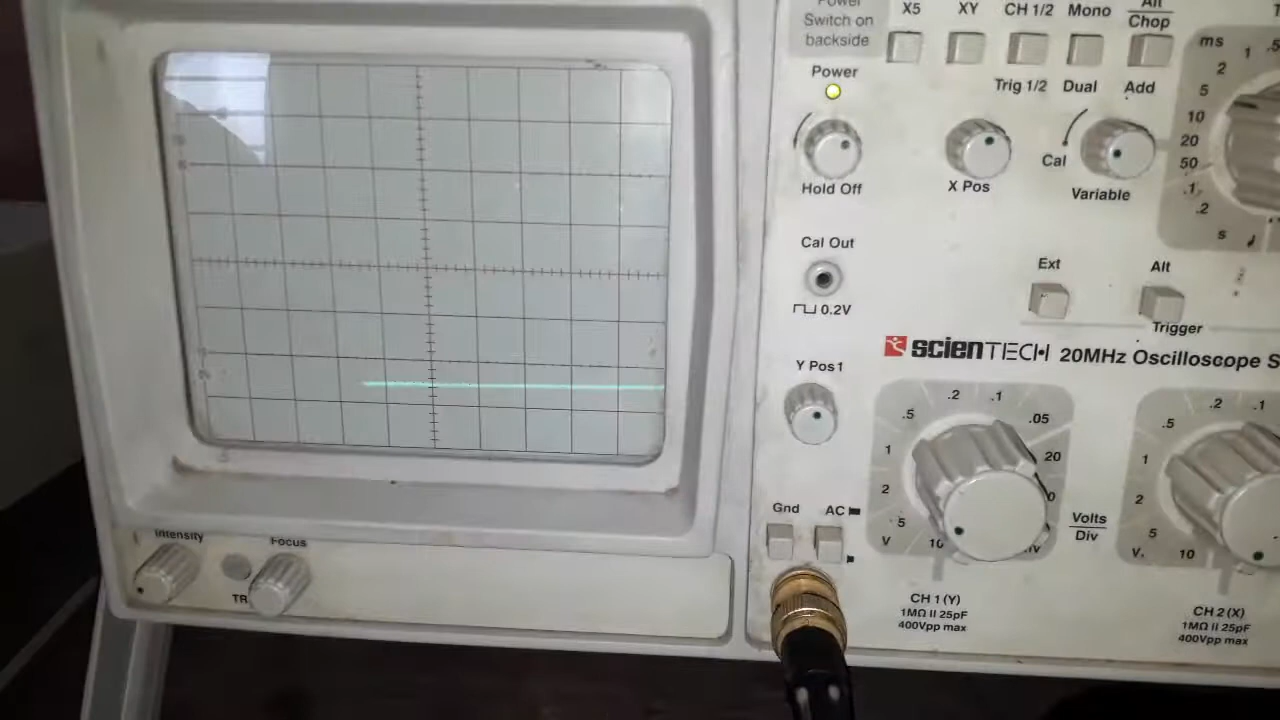 Power
Switch on
backside
X5
XY
CH 1/2
Mono
Alt
Chop
Trig 1/2
Dual
Add
Power
Hold Off
X Pos
Cal
Variable
ms
1
.5
2
5
10
20
50
.1
.2
s
Cal Out
0.2V
Ext
Alt
Trigger
scienTECH 20MHz Oscilloscope
Y Pos 1
.5
.2
.1
.05
20
1
2
5
V
10
Volts
Div
.5
.2
.1
1
2
5
V
10
Gnd
AC
Intensity
TR
Focus
CH 1 (Y)
1MΩ II 25pF
400Vpp max
CH 2 (X)
1MΩ II 25pF
400Vpp max